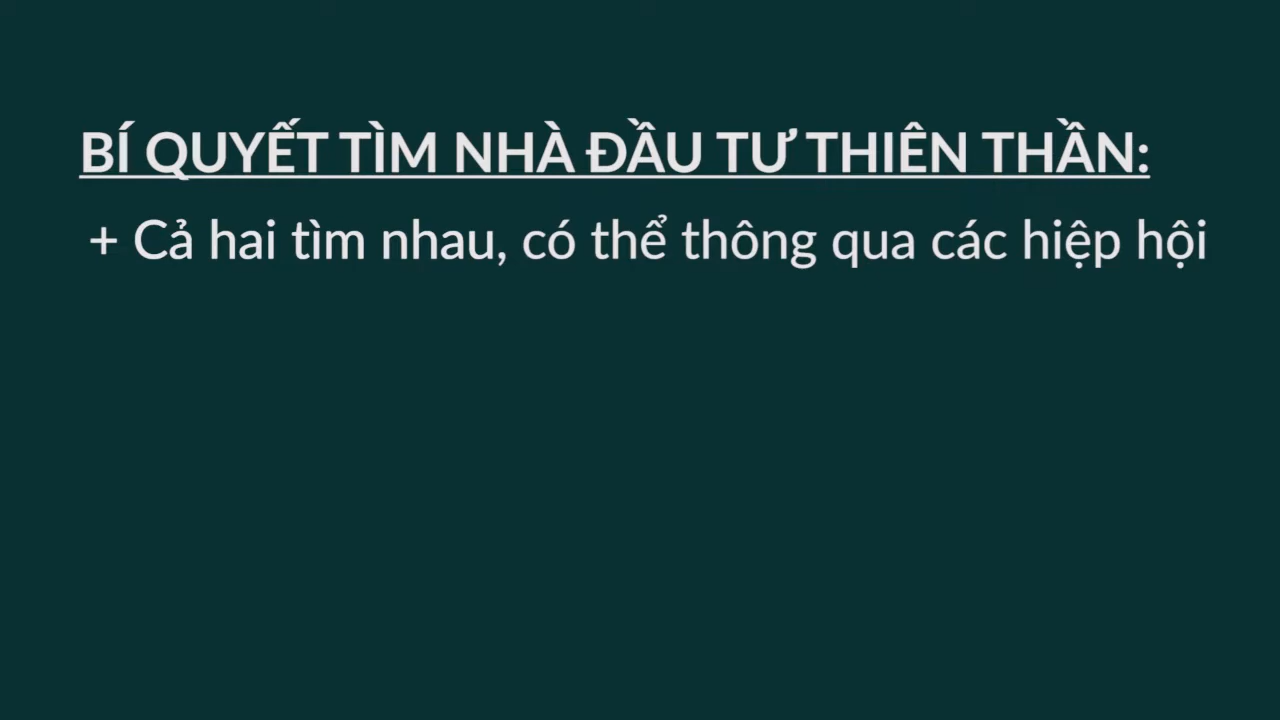 BÍ QUYẾT TÌM NHÀ ĐẦU TƯ THIÊN THẦN:
+ Cả hai tìm nhau, có thể thông qua các hiệp hội